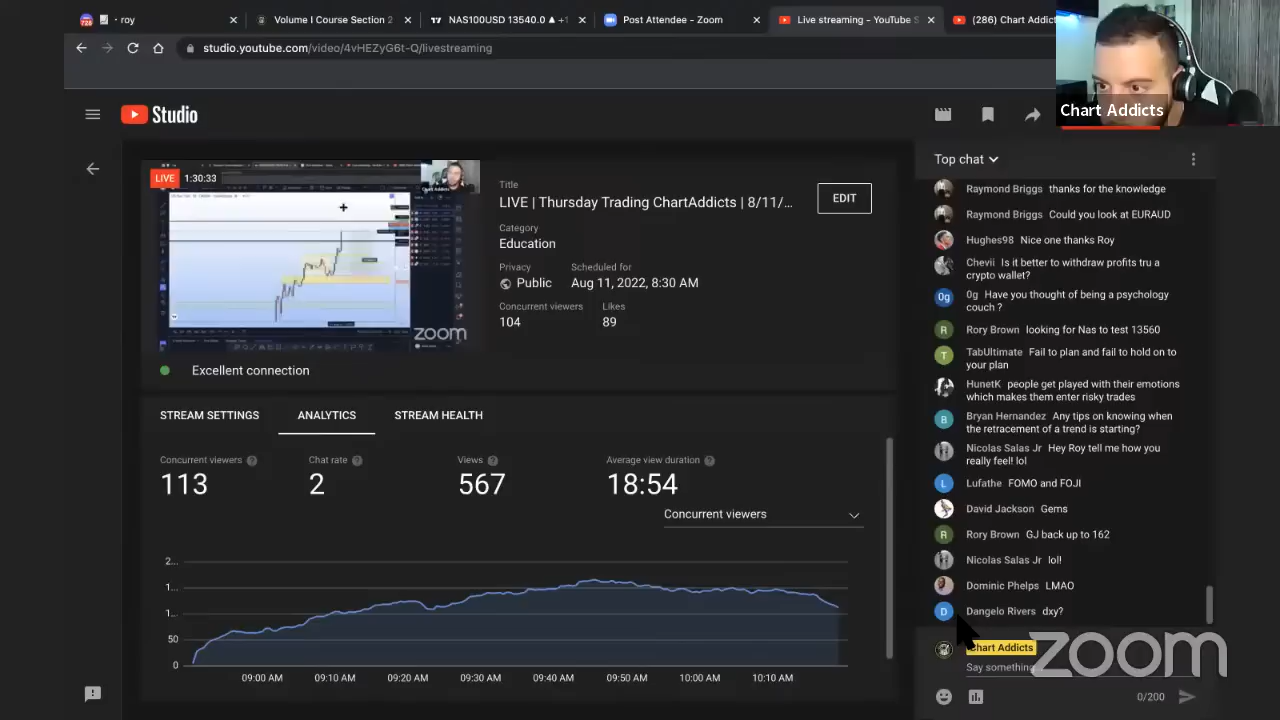 roy
Volume I Course Section 2
NAS100USD 13540.0 ▲ +1
Post Attendee - Zoom
Live streaming - YouTube S
(286) Chart Addict
studio.youtube.com/video/4vHEZyG6t-Q/livestreaming
Chart Addicts
Studio
LIVE 1:30:33
zoom
Title
LIVE | Thursday Trading ChartAddicts | 8/11/...
EDIT
Category
Education
Privacy
Public
Scheduled for
Aug 11, 2022, 8:30 AM
Concurrent viewers
104
Likes
89
Excellent connection
STREAM SETTINGS
ANALYTICS
STREAM HEALTH
Concurrent viewers
113
Chat rate
2
Views
567
Average view duration
18:54
Concurrent viewers
2...
1...
1...
50
0
09:00 AM 09:10 AM 09:20 AM 09:30 AM 09:40 AM 09:50 AM 10:00 AM 10:10 AM
Top chat
Raymond Briggs thanks for the knowledge
Raymond Briggs Could you look at EURAUD
Hughes98 Nice one thanks Roy
Chevii Is it better to withdraw profits tru a
crypto wallet?
0g Have you thought of being a psychology
couch ?
Rory Brown looking for Nas to test 13560
TabUltimate Fail to plan and fail to hold on to
your plan
HunetK people get played with their emotions
which makes them enter risky trades
Bryan Hernandez Any tips on knowing when
the retracement of a trend is starting?
Nicolas Salas Jr Hey Roy tell me how you
really feel! lol
Lufathe FOMO and FOJI
David Jackson Gems
Rory Brown GJ back up to 162
Nicolas Salas Jr lol!
Dominic Phelps LMAO
Dangelo Rivers dxy?
Chart Addicts
Say something
0/200
zoom